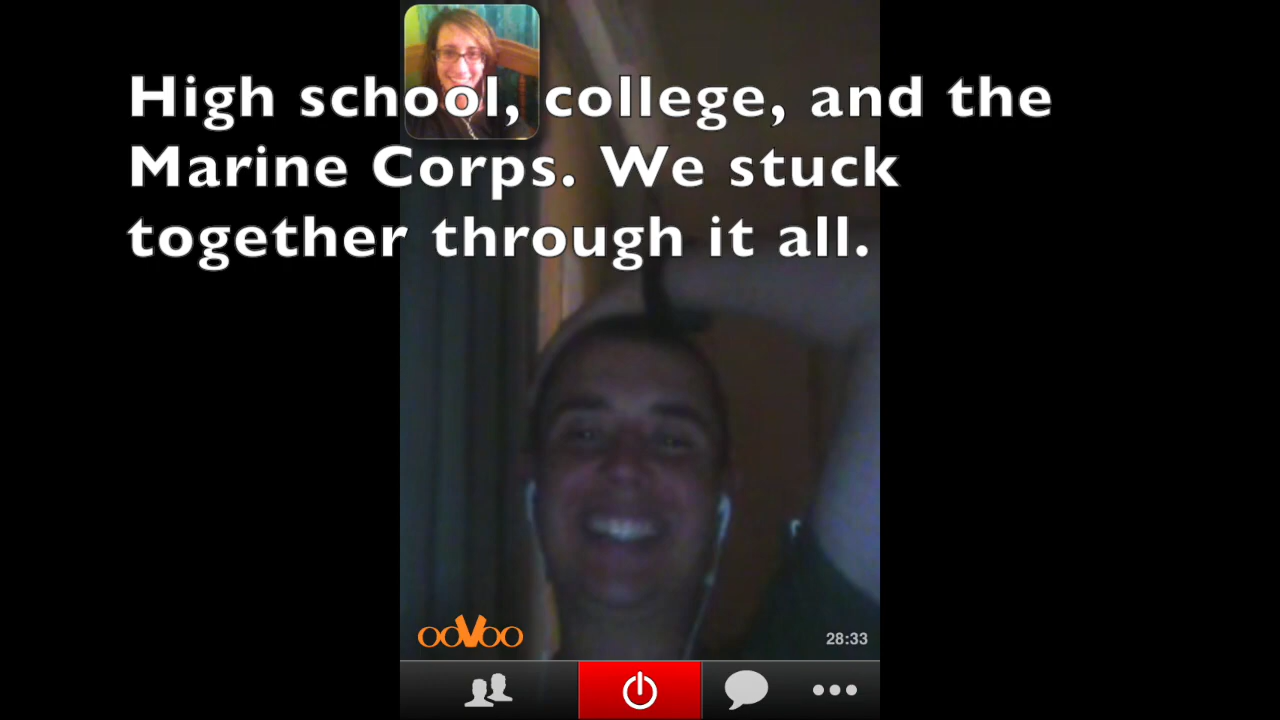 High school, college, and the
Marine Corps. We stuck
together through it all.
ooVoo
28:33